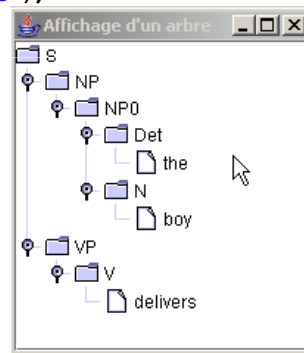 Affichage d'un arbre
S
NP
NP0
Det
the
N
boy
VP
V
delivers